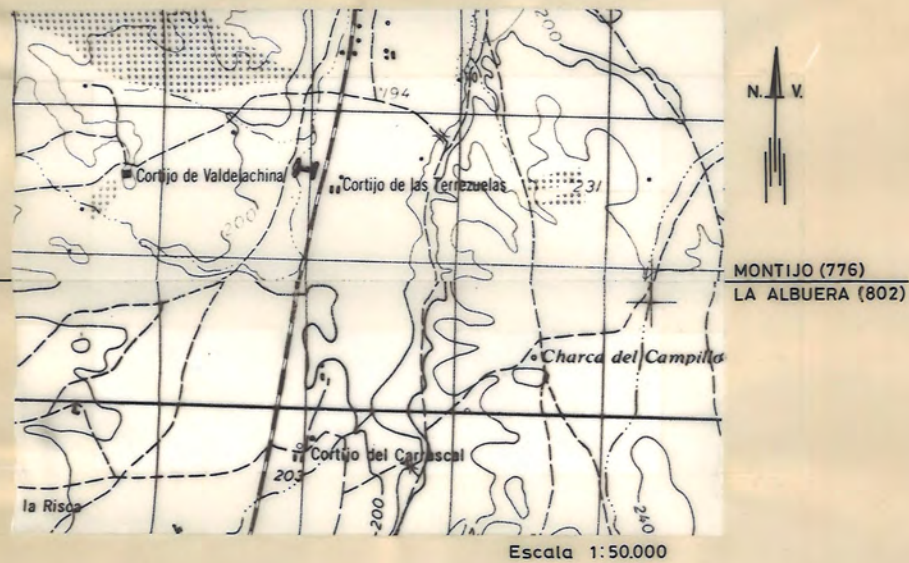 200
194
N. V.
Cortijo de Valdelachina
Cortijo de las Terrezuelas
231
200
MONTIJO (776)
LA ALBUERA (802)
Charca del Campillo
Cortijo del Carrascal
203
la Risca
200
240
Escala 1:50.000